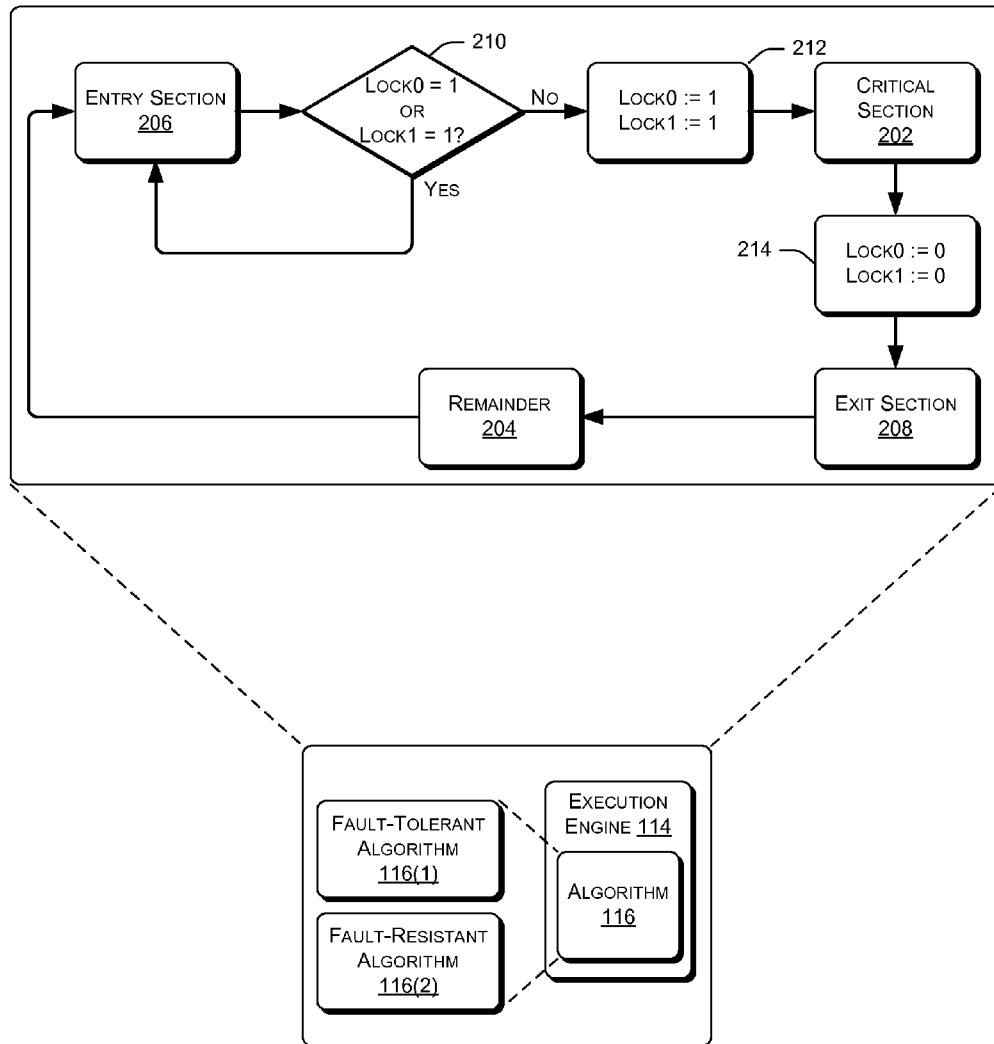 210
ENTRY SECTION
206
LOCK0 = 1
OR
LOCK1 = 1?
NO
YES
212
LOCK0 := 1
LOCK1 := 1
CRITICAL
SECTION
202
214
LOCK0 := 0
LOCK1 := 0
REMAINDER
204
EXIT SECTION
208
FAULT-TOLERANT
ALGORITHM
116(1)
FAULT-RESISTANT
ALGORITHM
116(2)
EXECUTION
ENGINE 114
ALGORITHM
116